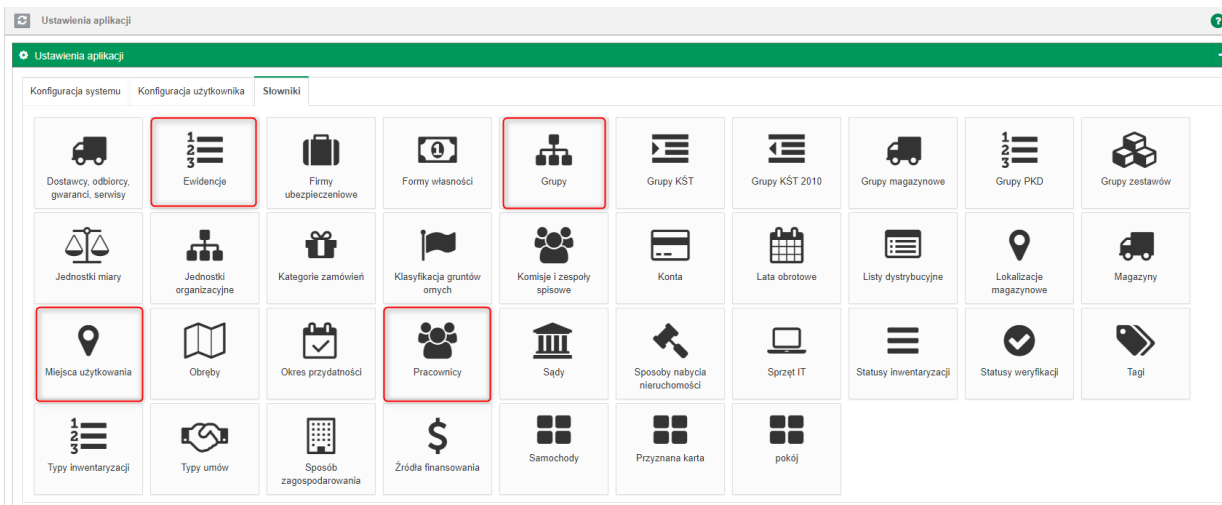 Ustawienia aplikacji
?
Ustawienia aplikacji
Konfiguracja systemu Konfiguracja użytkownika Słowniki
Dostawcy, odbiorcy,
gwaranci, serwisy
Ewidencje
Firmy
ubezpieczeniowe
Formy własności
Grupy
Grupy KŚT
Grupy KŚT 2010
Grupy magazynowe
Grupy PKD
Grupy zestawów
Jednostki miary
Jednostki
organizacyjne
Kategorie zamówień
Klasyfikacja gruntów
ornych
Komisje i zespoły
spisowe
Konta
Lata obrotowe
Listy dystrybucyjne
Lokalizacje
magazynowe
Magazyny
Miejsca użytkowania
Obręby
Okres przydatności
Pracownicy
Sądy
Sposoby nabycia
nieruchomości
Sprzęt IT
Statusy inwentaryzacji
Statusy weryfikacji
Tagi
Typy inwentaryzacji
Typy umów
Sposób
zagospodarowania
Źródła finansowania
Samochody
Przyznana karta
pokój